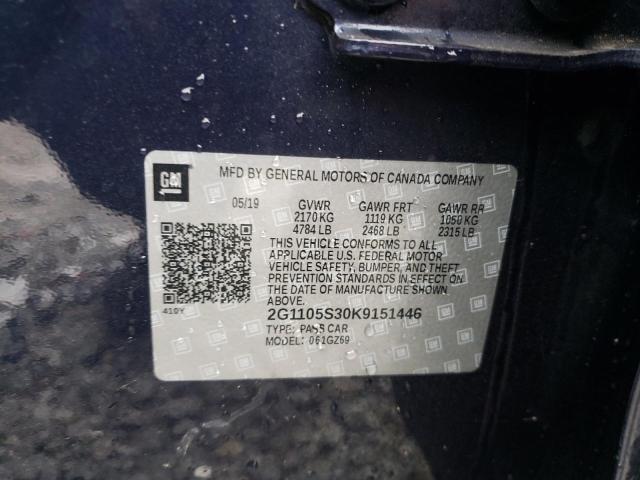 GM
MFD BY GENERAL MOTORS OF CANADA COMPANY
05/19 GVWR GAWR FRT GAWR RR
2170 KG 1119 KG 1050 KG
4784 LB 2468 LB 2315 LB
THIS VEHICLE CONFORMS TO ALL
APPLICABLE U.S. FEDERAL MOTOR
VEHICLE SAFETY, BUMPER, AND THEFT
PREVENTION STANDARDS IN EFFECT
ON THE DATE OF MANUFACTURE SHOWN
ABOVE.
410Y
2G1105S30K9151446
TYPE: PASS CAR
MODEL: 061GZ69